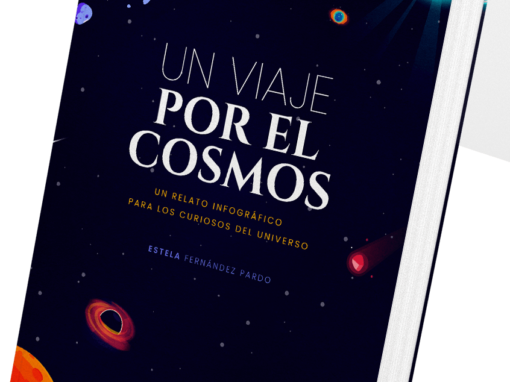 UN VIAJE
POR EL
COSMOS
UN RELATO INFOGRÁFICO
PARA LOS CURIOSOS DEL UNIVERSO
ESTELA FERNÁNDEZ PARDO